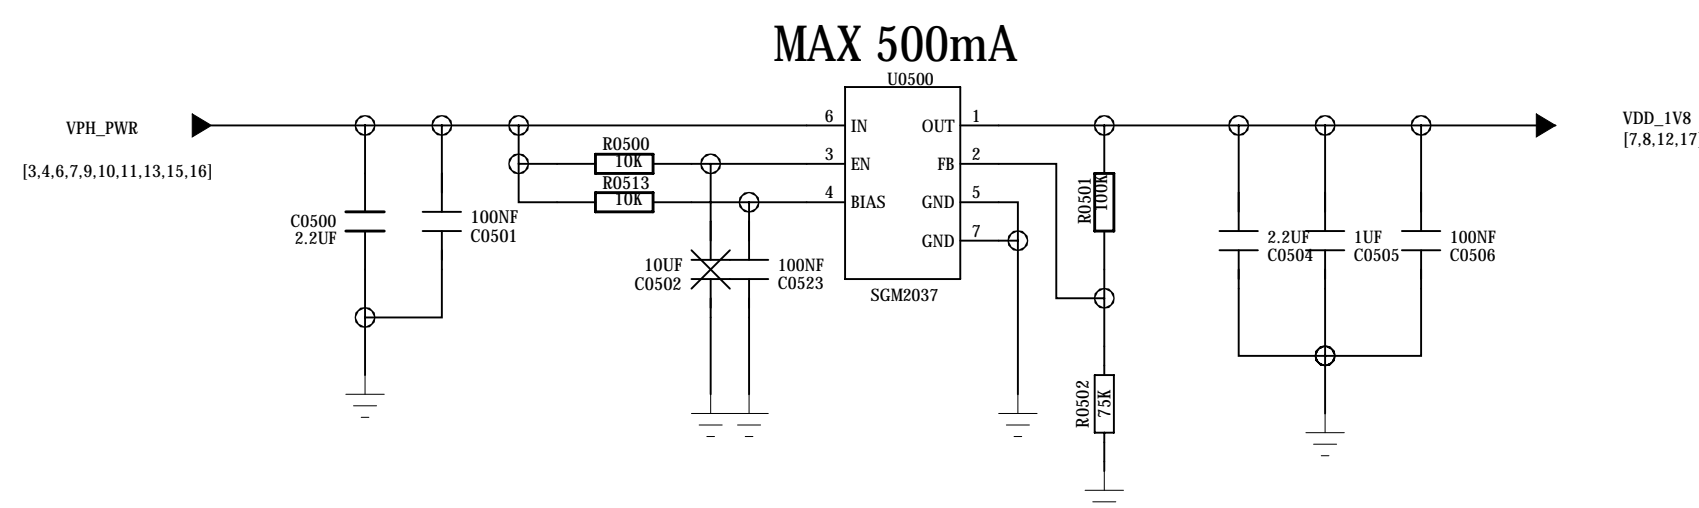 MAX 500mA
U0500
VPH_PWR
[3,4,6,7,9,10,11,13,15,16]
6
IN
OUT
1
VDD_1V8
[7,8,12,17]
R0500
10K
3
EN
FB
2
R0513
10K
4
BIAS
GND
5
GND
7
R0501
100K
C0500
2.2UF
100NF
C0501
10UF
C0502
100NF
C0523
SGM2037
2.2UF
C0504
1UF
C0505
100NF
C0506
R0502
75K